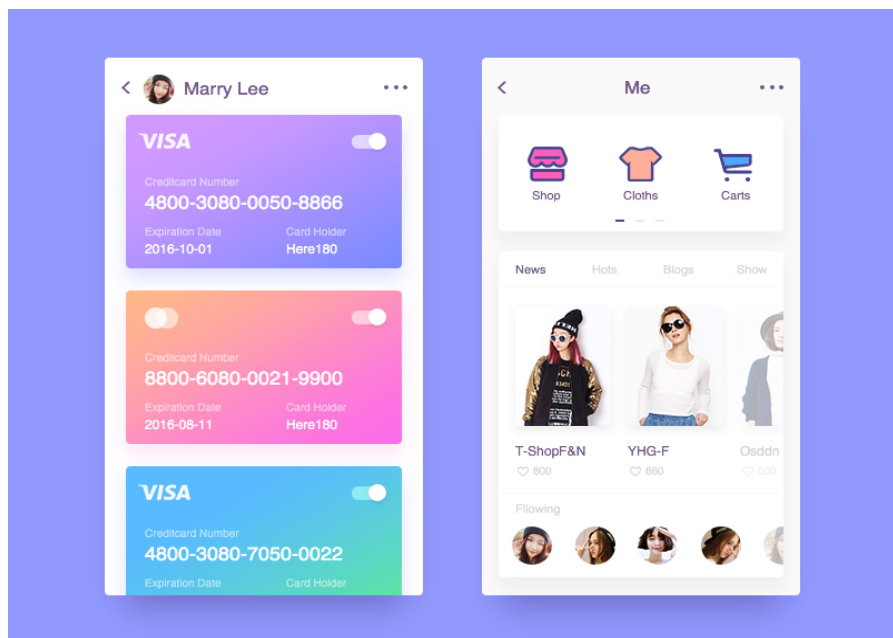 Marry Lee
VISA
Creditcard Number
4800-3080-0050-8866
Expiration Date Card Holder
2016-10-01 Here180
Creditcard Number
8800-6080-0021-9900
Expiration Date Card Holder
2016-08-11 Here180
VISA
Creditcard Number
4800-3080-7050-0022
Expiration Date Card Holder
Me
Shop Cloths Carts
News Hots Blogs Show
T-ShopF&N YHG-F Osddn
800 660 500
Fllowing